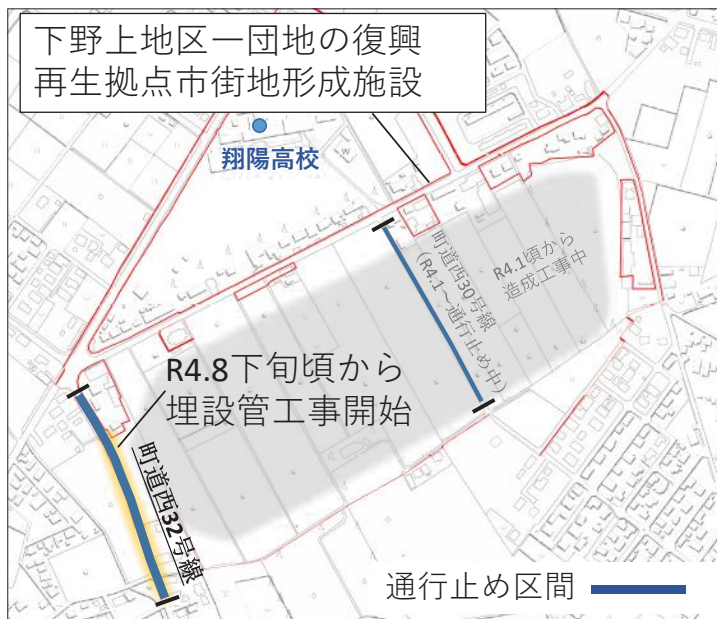 下野上地区一団地の復興
再生拠点市街地形成施設
翔陽高校
町道西30号線
(R4.1~通行止め中)
R4.1頃から
造成工事中
R4.8下旬頃から
埋設管工事開始
町道西32号線
通行止め区間